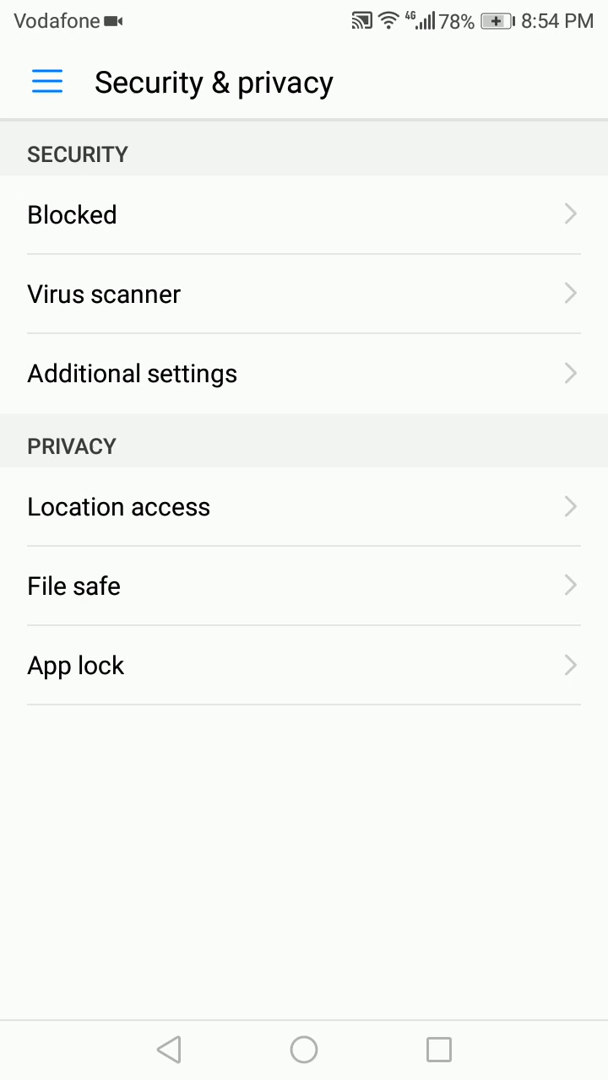 Vodafone 4G 78% 8:54 PM
Security & privacy
SECURITY
Blocked
Virus scanner
Additional settings
PRIVACY
Location access
File safe
App lock